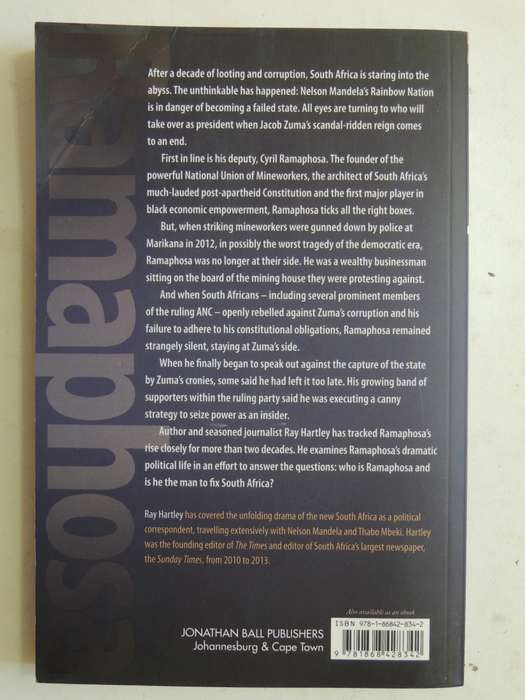 ramaphos
After a decade of looting and corruption, South Africa is staring into the
abyss. The unthinkable has happened: Nelson Mandela's Rainbow Nation
is in danger of becoming a failed state. All eyes are turning to who will
take over as president when Jacob Zuma's scandal-ridden reign comes
to an end.
First in line is his deputy, Cyril Ramaphosa. The founder of the
powerful National Union of Mineworkers, the architect of South Africa's
much-lauded post-apartheid Constitution and the first major player in
black economic empowerment, Ramaphosa ticks all the right boxes.
But, when striking mineworkers were gunned down by police at
Marikana in 2012, in possibly the worst tragedy of the democratic era,
Ramaphosa was no longer at their side. He was a wealthy businessman
sitting on the board of the mining house they were protesting against.
And when South Africans – including several prominent members
of the ruling ANC – openly rebelled against Zuma's corruption and his
failure to adhere to his constitutional obligations, Ramaphosa remained
strangely silent, staying at Zuma's side.
When he finally began to speak out against the capture of the state
by Zuma's cronies, some said he had left it too late. His growing band of
supporters within the ruling party said he was executing a canny
strategy to seize power as an insider.
Author and seasoned journalist Ray Hartley has tracked Ramaphosa's
rise closely for more than two decades. He examines Ramaphosa's dramatic
political life in an effort to answer the questions: who is Ramaphosa and
is he the man to fix South Africa?
Ray Hartley has covered the unfolding drama of the new South Africa as a political
correspondent, travelling extensively with Nelson Mandela and Thabo Mbeki. Hartley
was the founding editor of The Times and editor of South Africa's largest newspaper,
the Sunday Times, from 2010 to 2013.
Also available as an ebook
ISBN 978-1-86842-834-2
9 781868 428342
JONATHAN BALL PUBLISHERS
Johannesburg & Cape Town